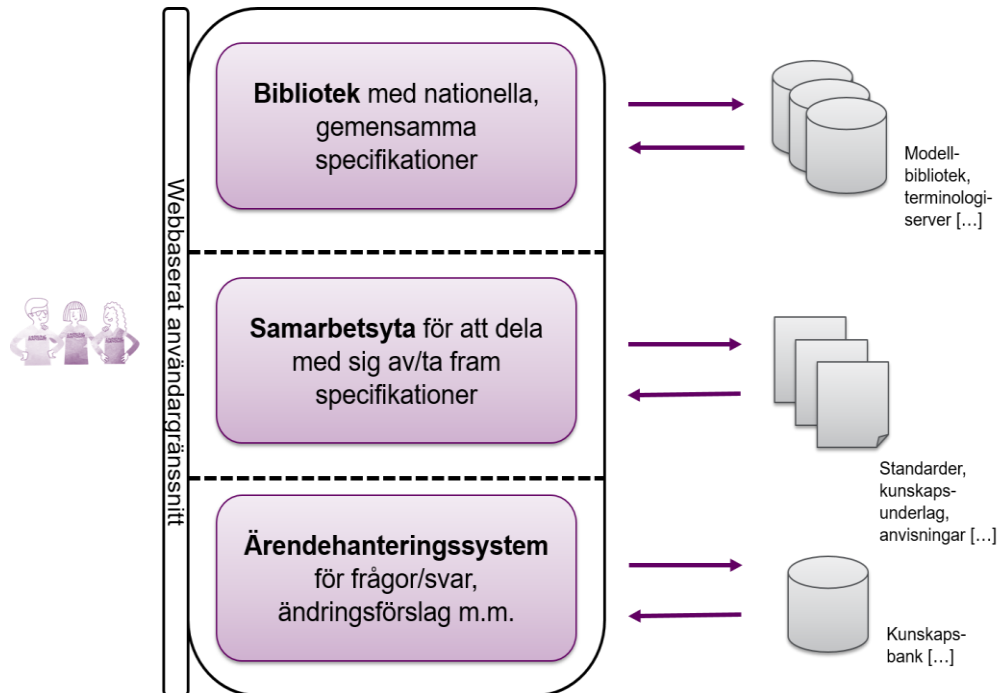 Webbaserat användargränssnitt
Bibliotek med nationella,
gemensamma
specifikationer
Modell-
bibliotek,
terminologi-
server […]
Samarbetsyta för att dela
med sig av/ta fram
specifikationer
Standarder,
kunskaps-
underlag,
anvisningar […]
Ärendehanteringssystem
för frågor/svar,
ändringsförslag m.m.
Kunskaps-
bank […]